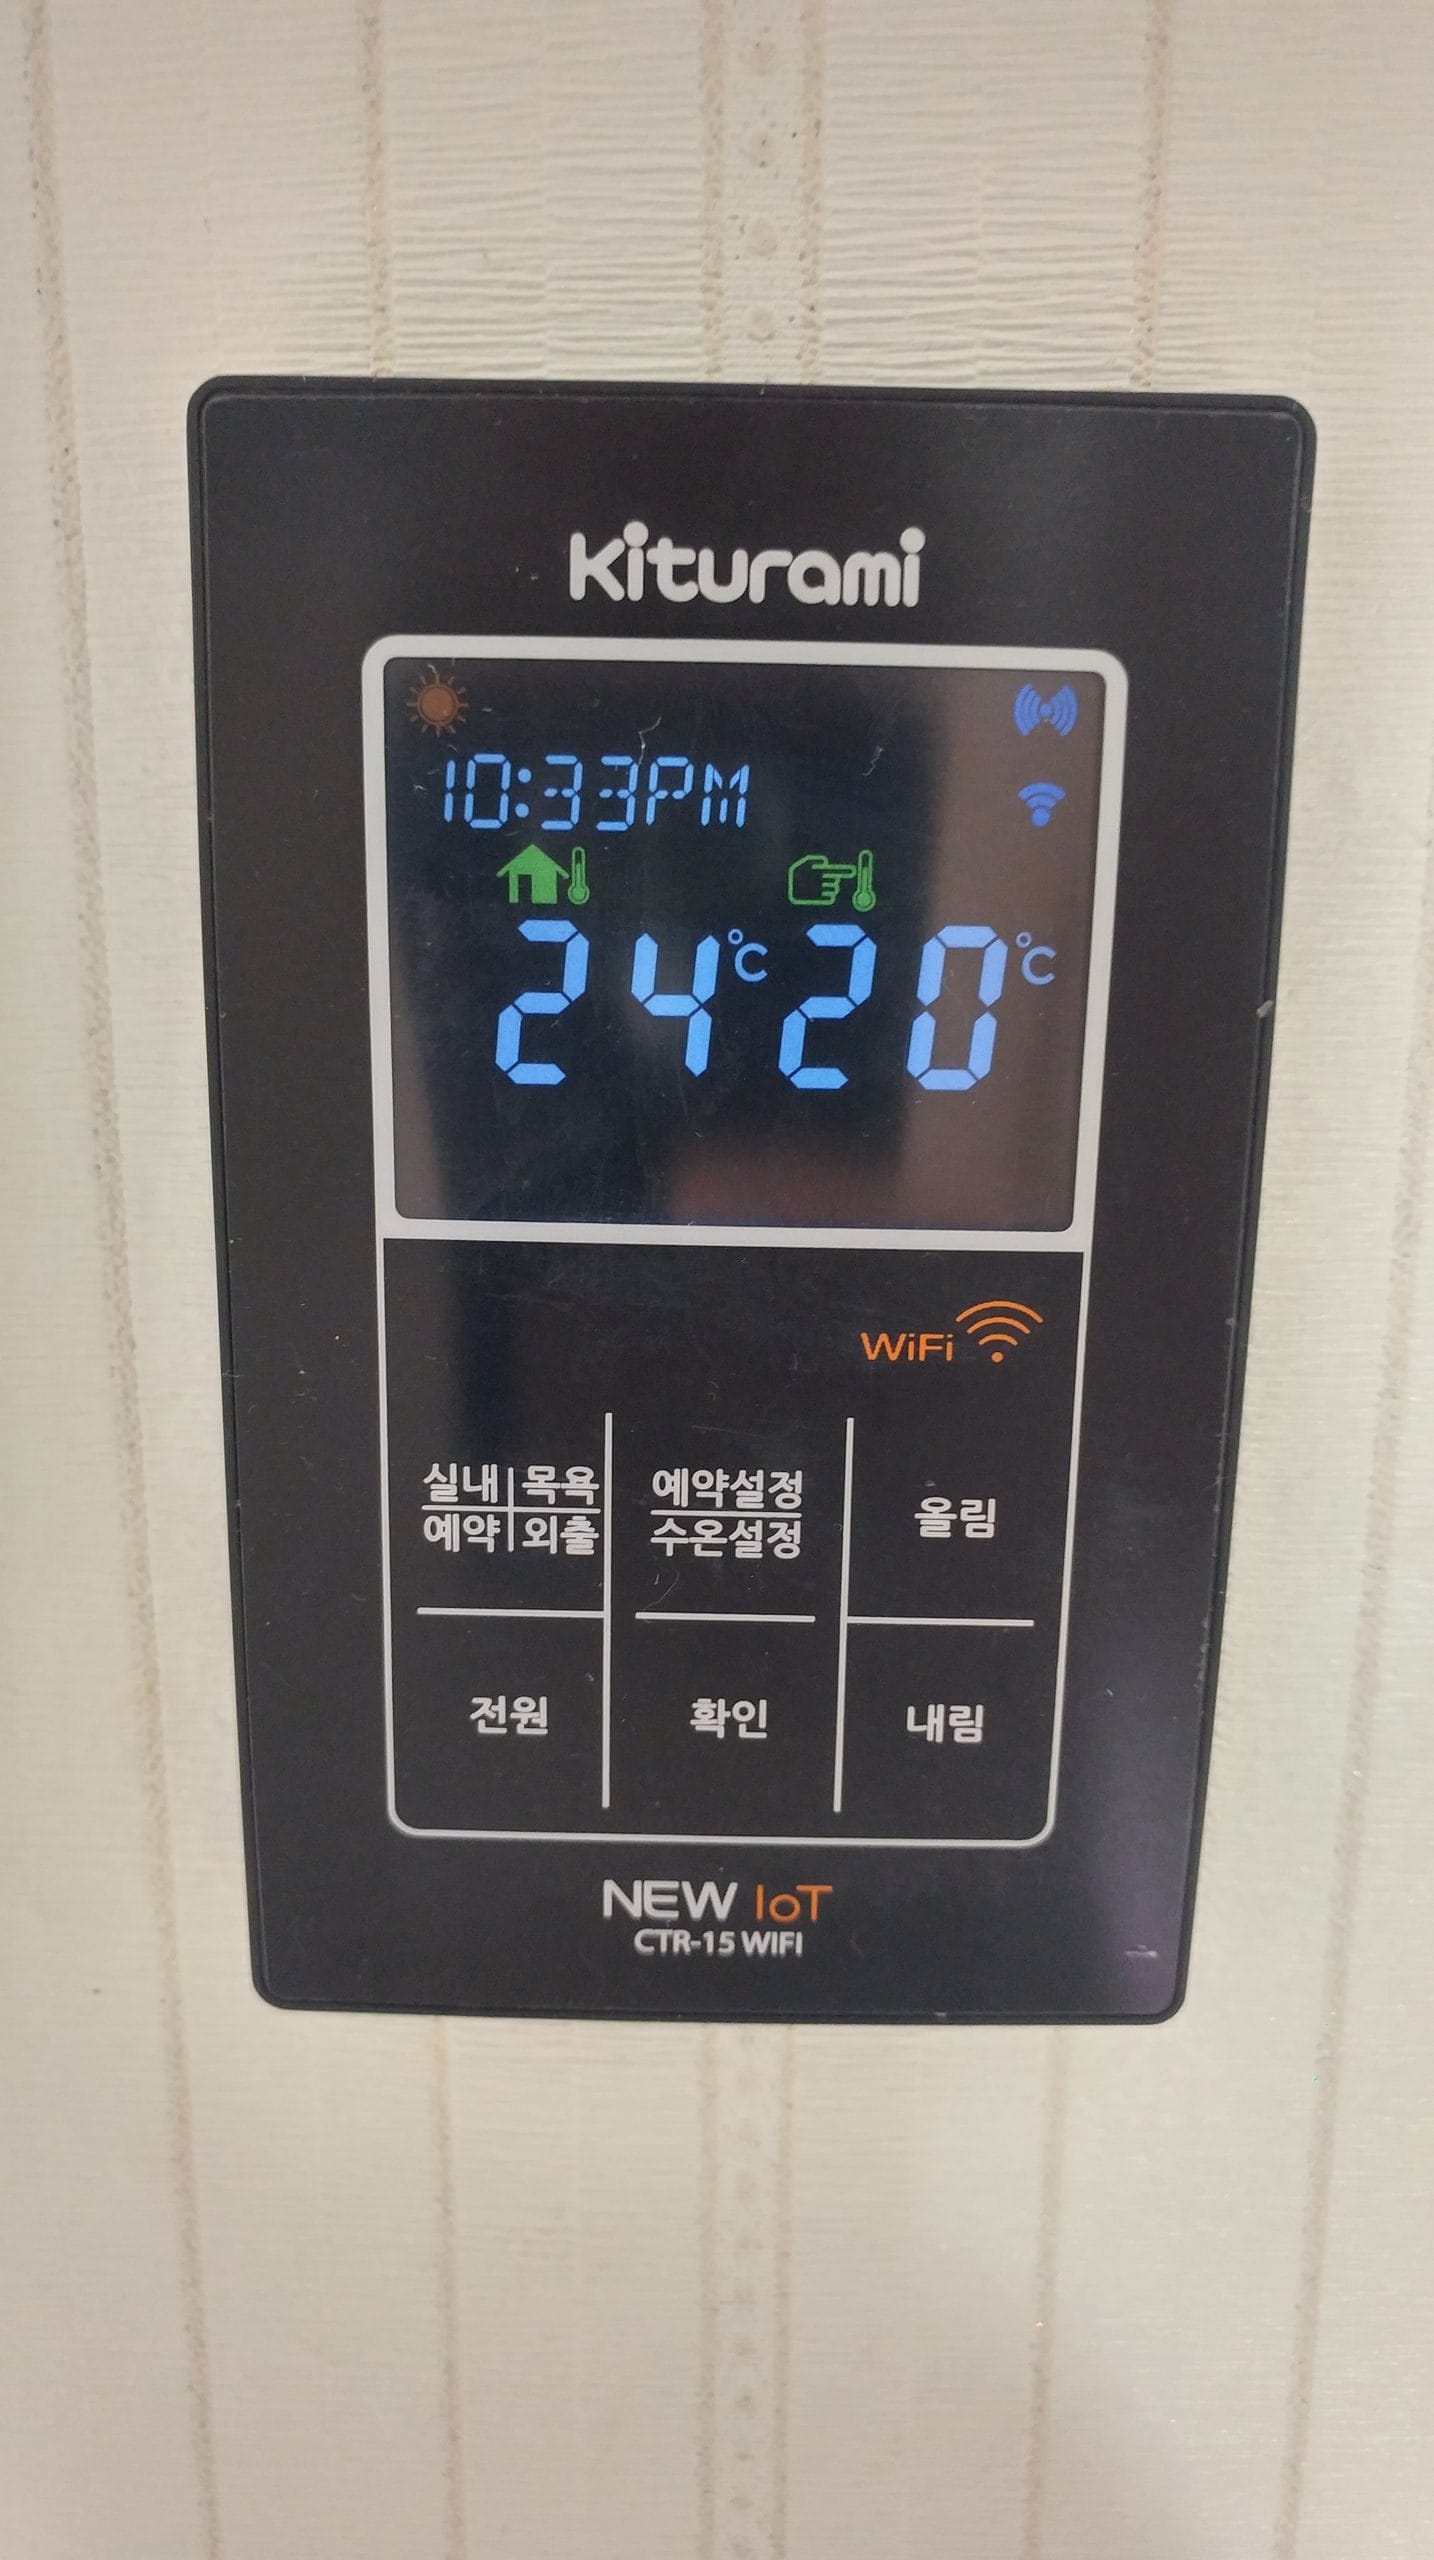 Kiturami
10:33PM
24°C 20°C
WiFi
실내 목욕
예약 외출
예약설정
수온설정
올림
전원
확인
내림
NEW IoT
CTR-15 WIFI